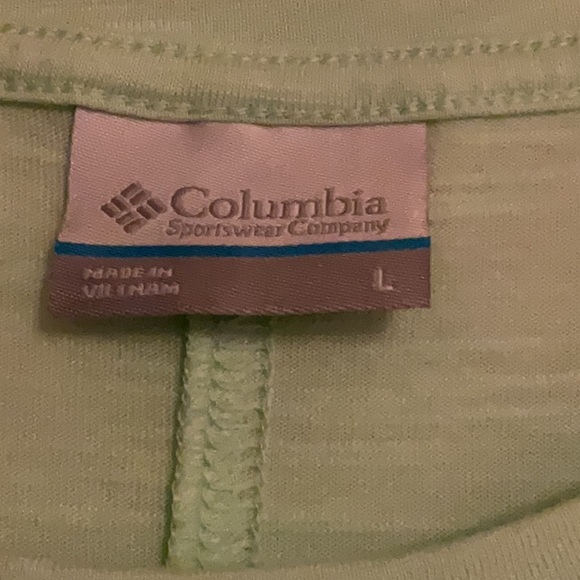 Columbia
Sportswear Company
MADE IN
VIETNAM
L